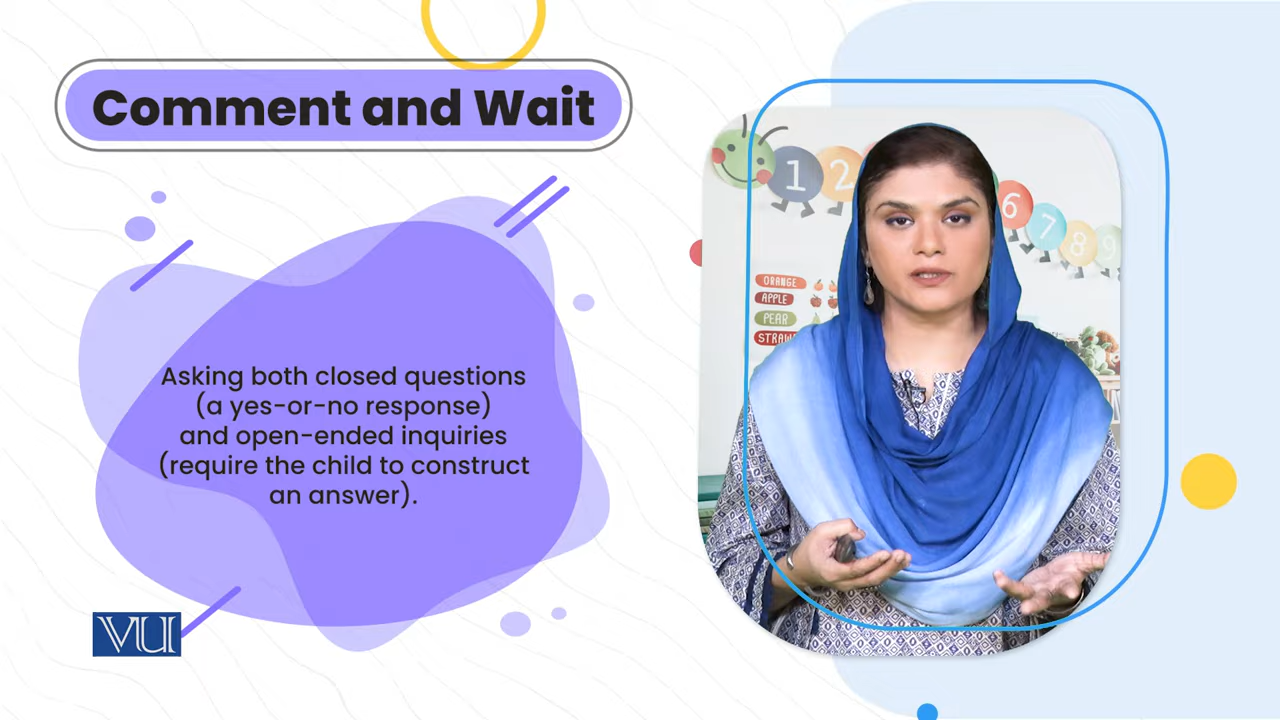 Comment and Wait
Asking both closed questions
(a yes-or-no response)
and open-ended inquiries
(require the child to construct
an answer).
VU
1 2
6 7 8 9
ORANGE
APPLE
PEAR